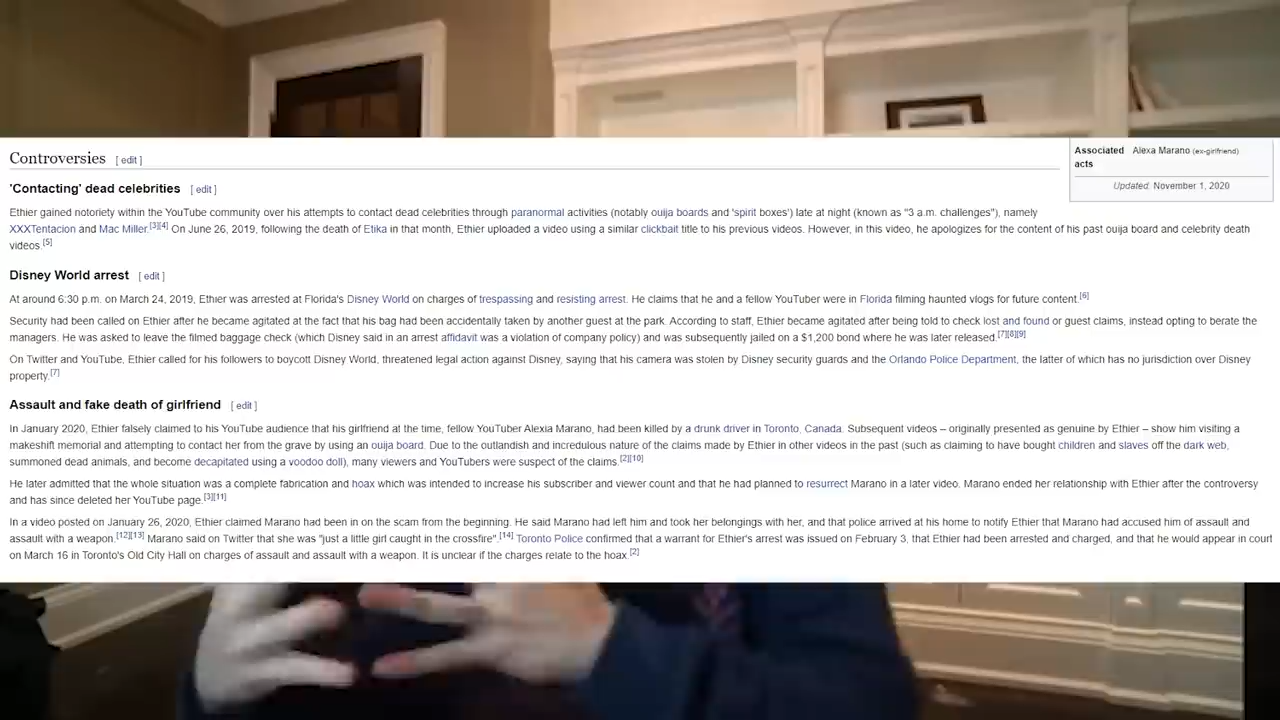 Controversies [ edit ]
Associated acts Alexa Marano (ex-girlfriend)
Updated: November 1, 2020
'Contacting' dead celebrities [ edit ]
Ethier gained notoriety within the YouTube community over his attempts to contact dead celebrities through paranormal activities (notably ouija boards and 'spirit boxes') late at night (known as "3 a.m. challenges"), namely
XXXTentacion and Mac Miller.[3][4] On June 26, 2019, following the death of Etika in that month, Ethier uploaded a video using a similar clickbait title to his previous videos. However, in this video, he apologizes for the content of his past ouija board and celebrity death
videos.[5]
Disney World arrest [ edit ]
At around 6:30 p.m. on March 24, 2019, Ethier was arrested at Florida's Disney World on charges of trespassing and resisting arrest. He claims that he and a fellow YouTuber were in Florida filming haunted vlogs for future content.[6]
Security had been called on Ethier after he became agitated at the fact that his bag had been accidentally taken by another guest at the park. According to staff, Ethier became agitated after being told to check lost and found or guest claims, instead opting to berate the
managers. He was asked to leave the filmed baggage check (which Disney said in an arrest affidavit was a violation of company policy) and was subsequently jailed on a $1,200 bond where he was later released.[7][8][9]
On Twitter and YouTube, Ethier called for his followers to boycott Disney World, threatened legal action against Disney, saying that his camera was stolen by Disney security guards and the Orlando Police Department, the latter of which has no jurisdiction over Disney
property.[7]
Assault and fake death of girlfriend [ edit ]
In January 2020, Ethier falsely claimed to his YouTube audience that his girlfriend at the time, fellow YouTuber Alexia Marano, had been killed by a drunk driver in Toronto, Canada. Subsequent videos – originally presented as genuine by Ethier – show him visiting a
makeshift memorial and attempting to contact her from the grave by using an ouija board. Due to the outlandish and incredulous nature of the claims made by Ethier in other videos in the past (such as claiming to have bought children and slaves off the dark web,
summoned dead animals, and become decapitated using a voodoo doll), many viewers and YouTubers were suspect of the claims.[2][10]
He later admitted that the whole situation was a complete fabrication and hoax which was intended to increase his subscriber and viewer count and that he had planned to resurrect Marano in a later video. Marano ended her relationship with Ethier after the controversy
and has since deleted her YouTube page.[3][11]
In a video posted on January 26, 2020, Ethier claimed Marano had been in on the scam from the beginning. He said Marano had left him and took her belongings with her, and that police arrived at his home to notify Ethier that Marano had accused him of assault and
assault with a weapon.[12][13] Marano said on Twitter that she was "just a little girl caught in the crossfire".[14] Toronto Police confirmed that a warrant for Ethier's arrest was issued on February 3, that Ethier had been arrested and charged, and that he would appear in court
on March 16 in Toronto's Old City Hall on charges of assault and assault with a weapon. It is unclear if the charges relate to the hoax.[2]